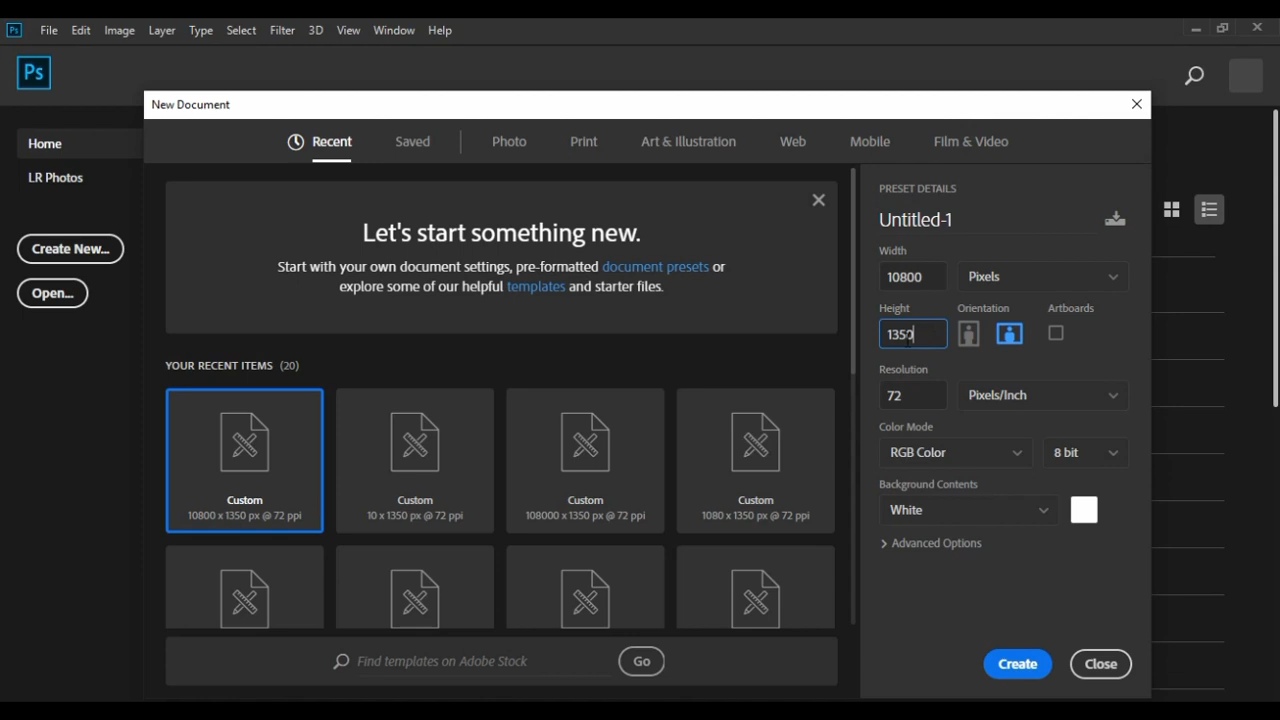 Ps File Edit Image Layer Type Select Filter 3D View Window Help
Ps
New Document
Recent Saved Photo Print Art & Illustration Web Mobile Film & Video
Home
LR Photos
Create New...
Open...
Let's start something new.
Start with your own document settings, pre-formatted document presets or
explore some of our helpful templates and starter files.
YOUR RECENT ITEMS (20)
Custom
10800 x 1350 px @ 72 ppi
Custom
10 x 1350 px @ 72 ppi
Custom
108000 x 1350 px @ 72 ppi
Custom
1080 x 1350 px @ 72 ppi
Find templates on Adobe Stock Go
PRESET DETAILS
Untitled-1
Width
10800 Pixels
Height Orientation Artboards
1350
Resolution
72 Pixels/Inch
Color Mode
RGB Color 8 bit
Background Contents
White
Advanced Options
Create Close